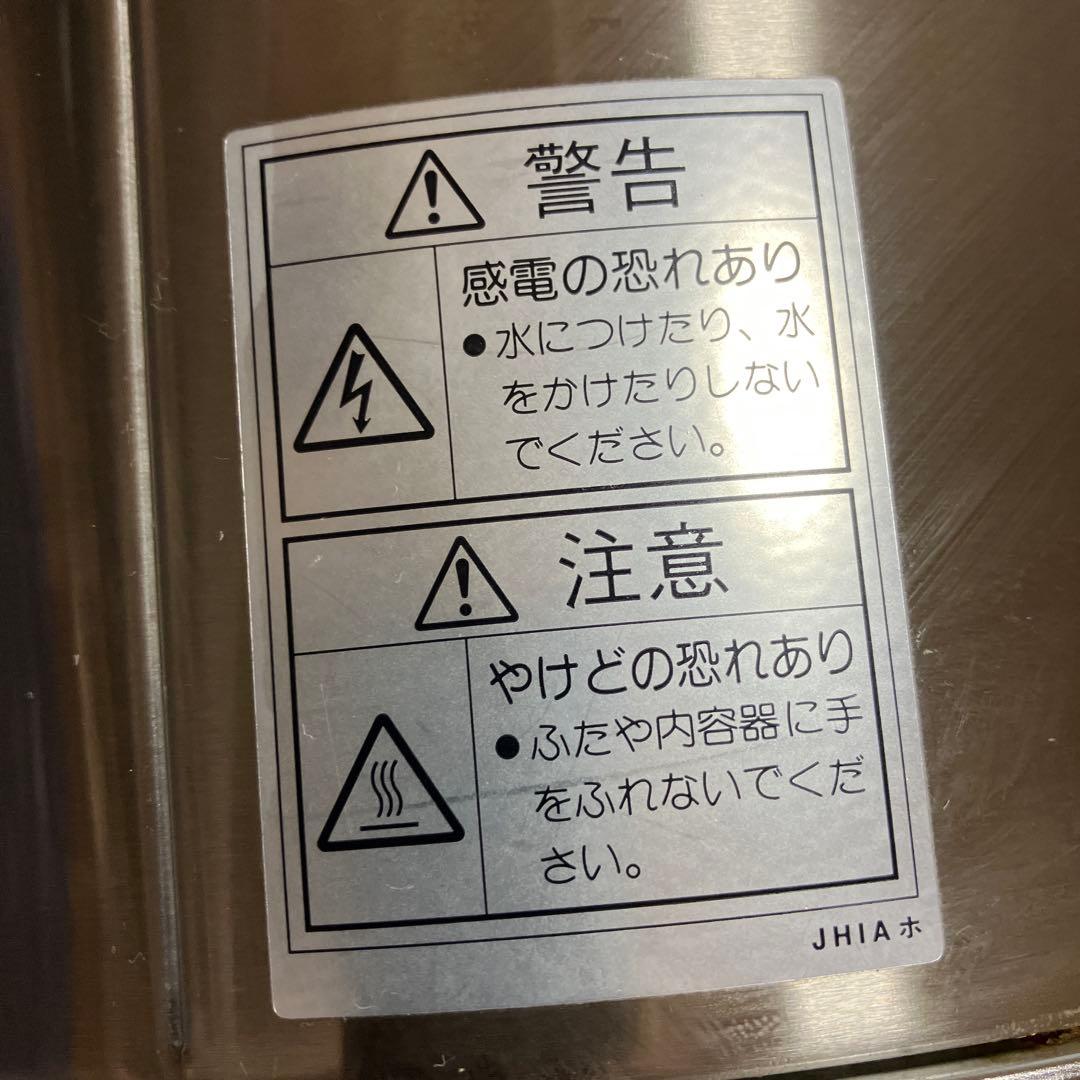 警告
感電の恐れあり
●水につけたり、水
をかけたりしない
でください。
注意
やけどの恐れあり
●ふたや内容器に手
をふれないでくだ
さい。
JHIAホ